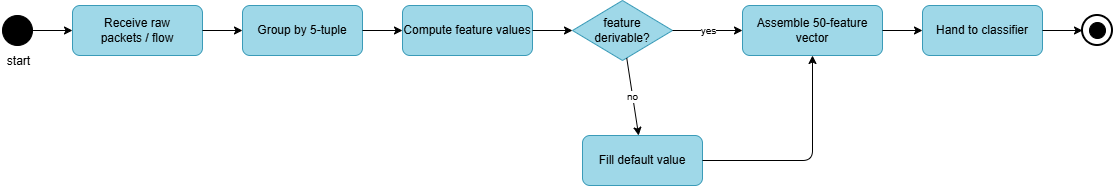 start
Receive raw
packets / flow
Group by 5-tuple
Compute feature values
feature
derivable?
yes
no
Fill default value
Assemble 50-feature
vector
Hand to classifier